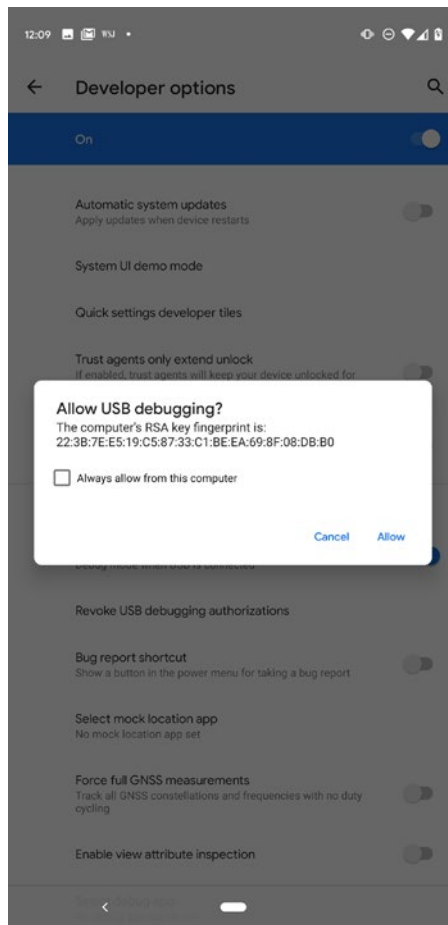 12:09 WSJ
Developer options
On
Automatic system updates
Apply updates when device restarts
System UI demo mode
Quick settings developer tiles
Trust agents only extend unlock
If enabled, trust agents will keep your device unlocked for
Allow USB debugging?
The computer's RSA key fingerprint is:
22:3B:7E:E5:19:C5:87:33:C1:BE:EA:69:8F:08:DB:B0
Always allow from this computer
Cancel Allow
Debug mode when USB is connected
Revoke USB debugging authorizations
Bug report shortcut
Show a button in the power menu for taking a bug report
Select mock location app
No mock location app set
Force full GNSS measurements
Track all GNSS constellations and frequencies with no duty
cycling
Enable view attribute inspection
Select debug app